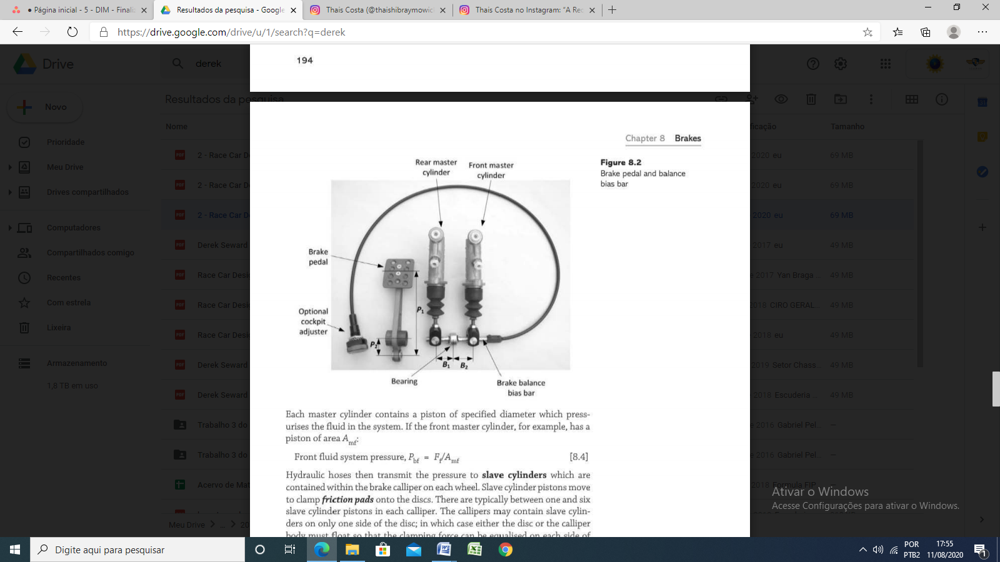 ● Página inicial - 5 - DIM - Finaliz
Resultados da pesquisa - Google
Thais Costa (@thaishibraymowic
Thais Costa no Instagram: "A Rec
https://drive.google.com/drive/u/1/search?q=derek
Drive
derek
194
Resultados da pesquisa
Novo
Nome
ficação
Tamanho
Prioridade
Meu Drive
Drives compartilhados
Computadores
Compartilhados comigo
Recentes
Com estrela
Lixeira
Armazenamento
1,8 TB em uso
2 - Race Car D
2020 eu
69 MB
2 - Race Car D
2020 eu
69 MB
2 - Race Car D
2020 eu
69 MB
Derek Seward
2017 eu
49 MB
Race Car Desi
2017 Yan Braga ...
49 MB
Race Car Desi
2018 CIRO GERAL...
49 MB
Race Car Desi
2018 eu
49 MB
Derek Seward
2019 Setor Chass...
49 MB
Derek Seward
2018 Escuderia ...
49 MB
Trabalho 3 do
2016 Gabriel Pel...
—
Trabalho 3 do
2016 Gabriel Pel...
—
Acervo de Mat
2018 Formula FIP...
—
Meu Drive
...
20
Chapter 8 Brakes
Figure 8.2
Brake pedal and balance
bias bar
Rear master
cylinder
Front master
cylinder
Brake
pedal
Optional
cockpit
adjuster
P1
P2
B1
B2
Bearing
Brake balance
bias bar
Each master cylinder contains a piston of specified diameter which press-
urises the fluid in the system. If the front master cylinder, for example, has a
piston of area Amf:
Front fluid system pressure, Pbf = Ff/Amf [8.4]
Hydraulic hoses then transmit the pressure to slave cylinders which are
contained within the brake calliper on each wheel. Slave cylinder pistons move
to clamp friction pads onto the discs. There are typically between one and six
slave cylinder pistons in each calliper. The callipers may contain slave cylin-
ders on only one side of the disc; in which case either the disc or the calliper
body must float so that the clamping force can be equalised on each side of
Ativar o Windows
Acesse Configurações para ativar o Windows.
Digite aqui para pesquisar
POR
PTB2
17:55
11/08/2020
1